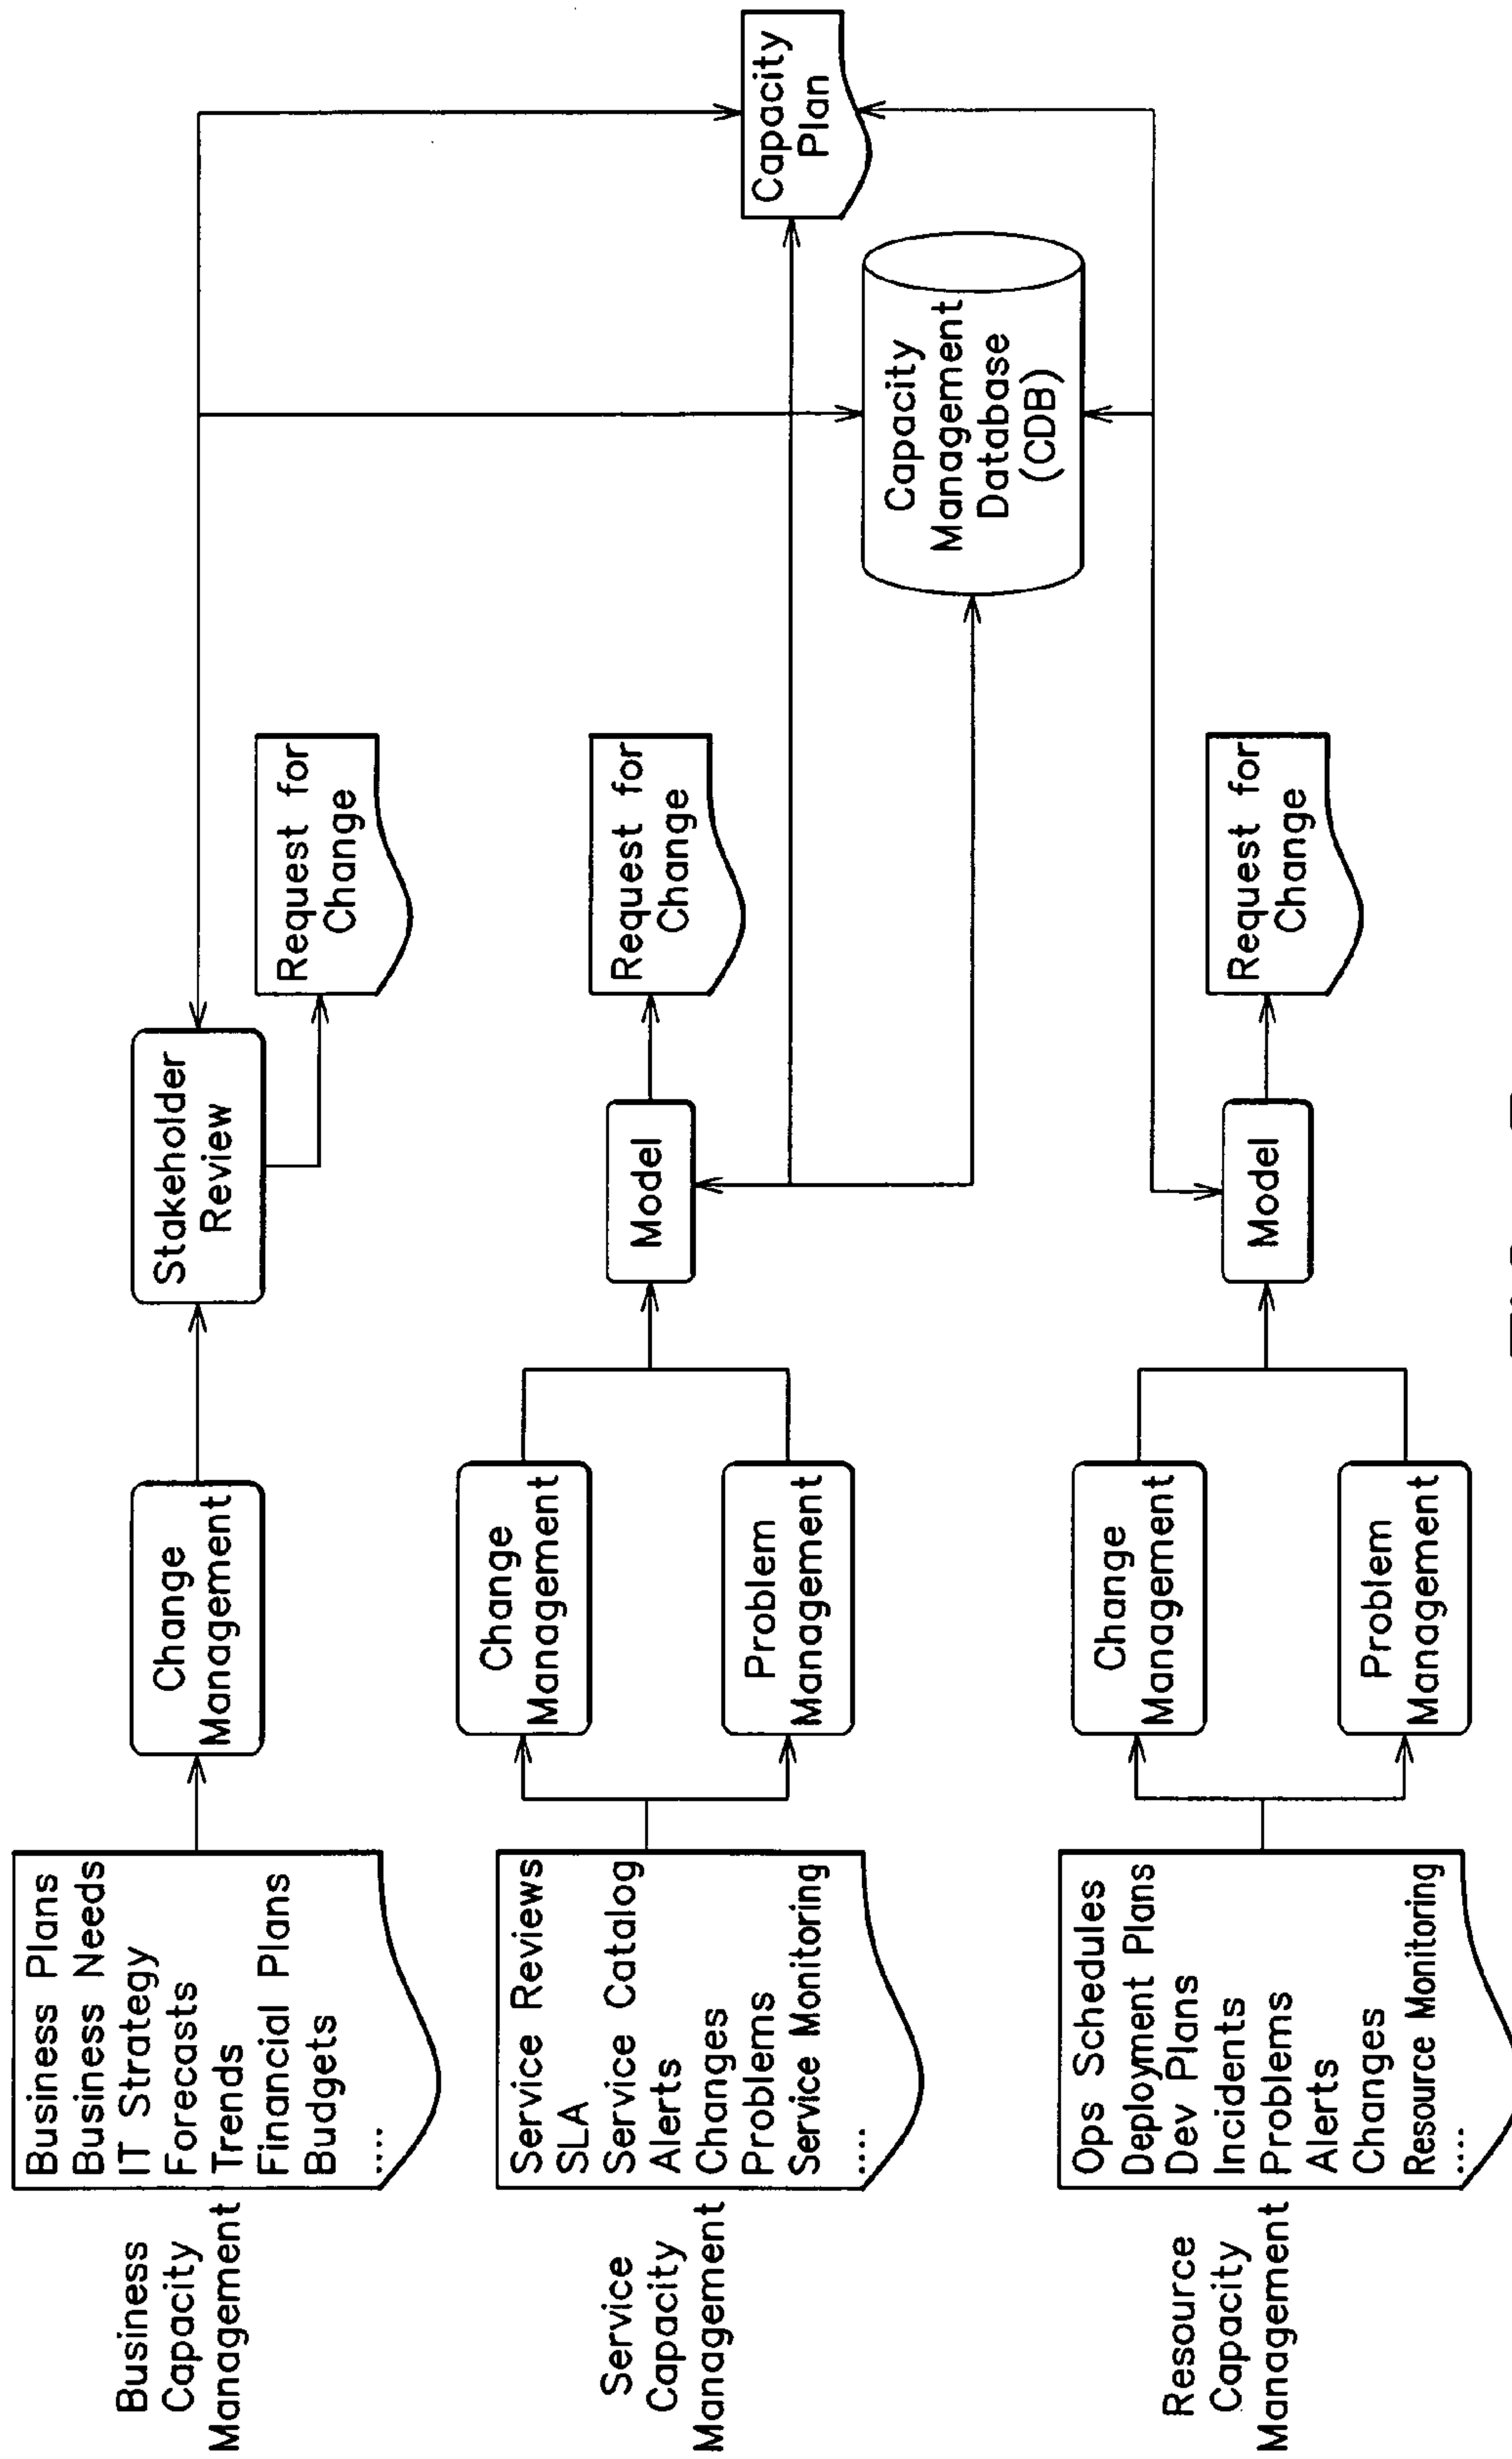 Business
Capacity
Management
Business Plans
Business Needs
IT Strategy
Forecasts
Trends
Financial Plans
Budgets
....
Change
Management
Stakeholder
Review
Request for
Change
Service
Capacity
Management
Service Reviews
SLA
Service Catalog
Alerts
Changes
Problems
Service Monitoring
....
Change
Management
Problem
Management
Model
Request for
Change
Capacity
Plan
Capacity
Management
Database
(CDB)
Resource
Capacity
Management
Ops Schedules
Deployment Plans
Dev Plans
Incidents
Problems
Alerts
Changes
Resource Monitoring
....
Change
Management
Problem
Management
Model
Request for
Change